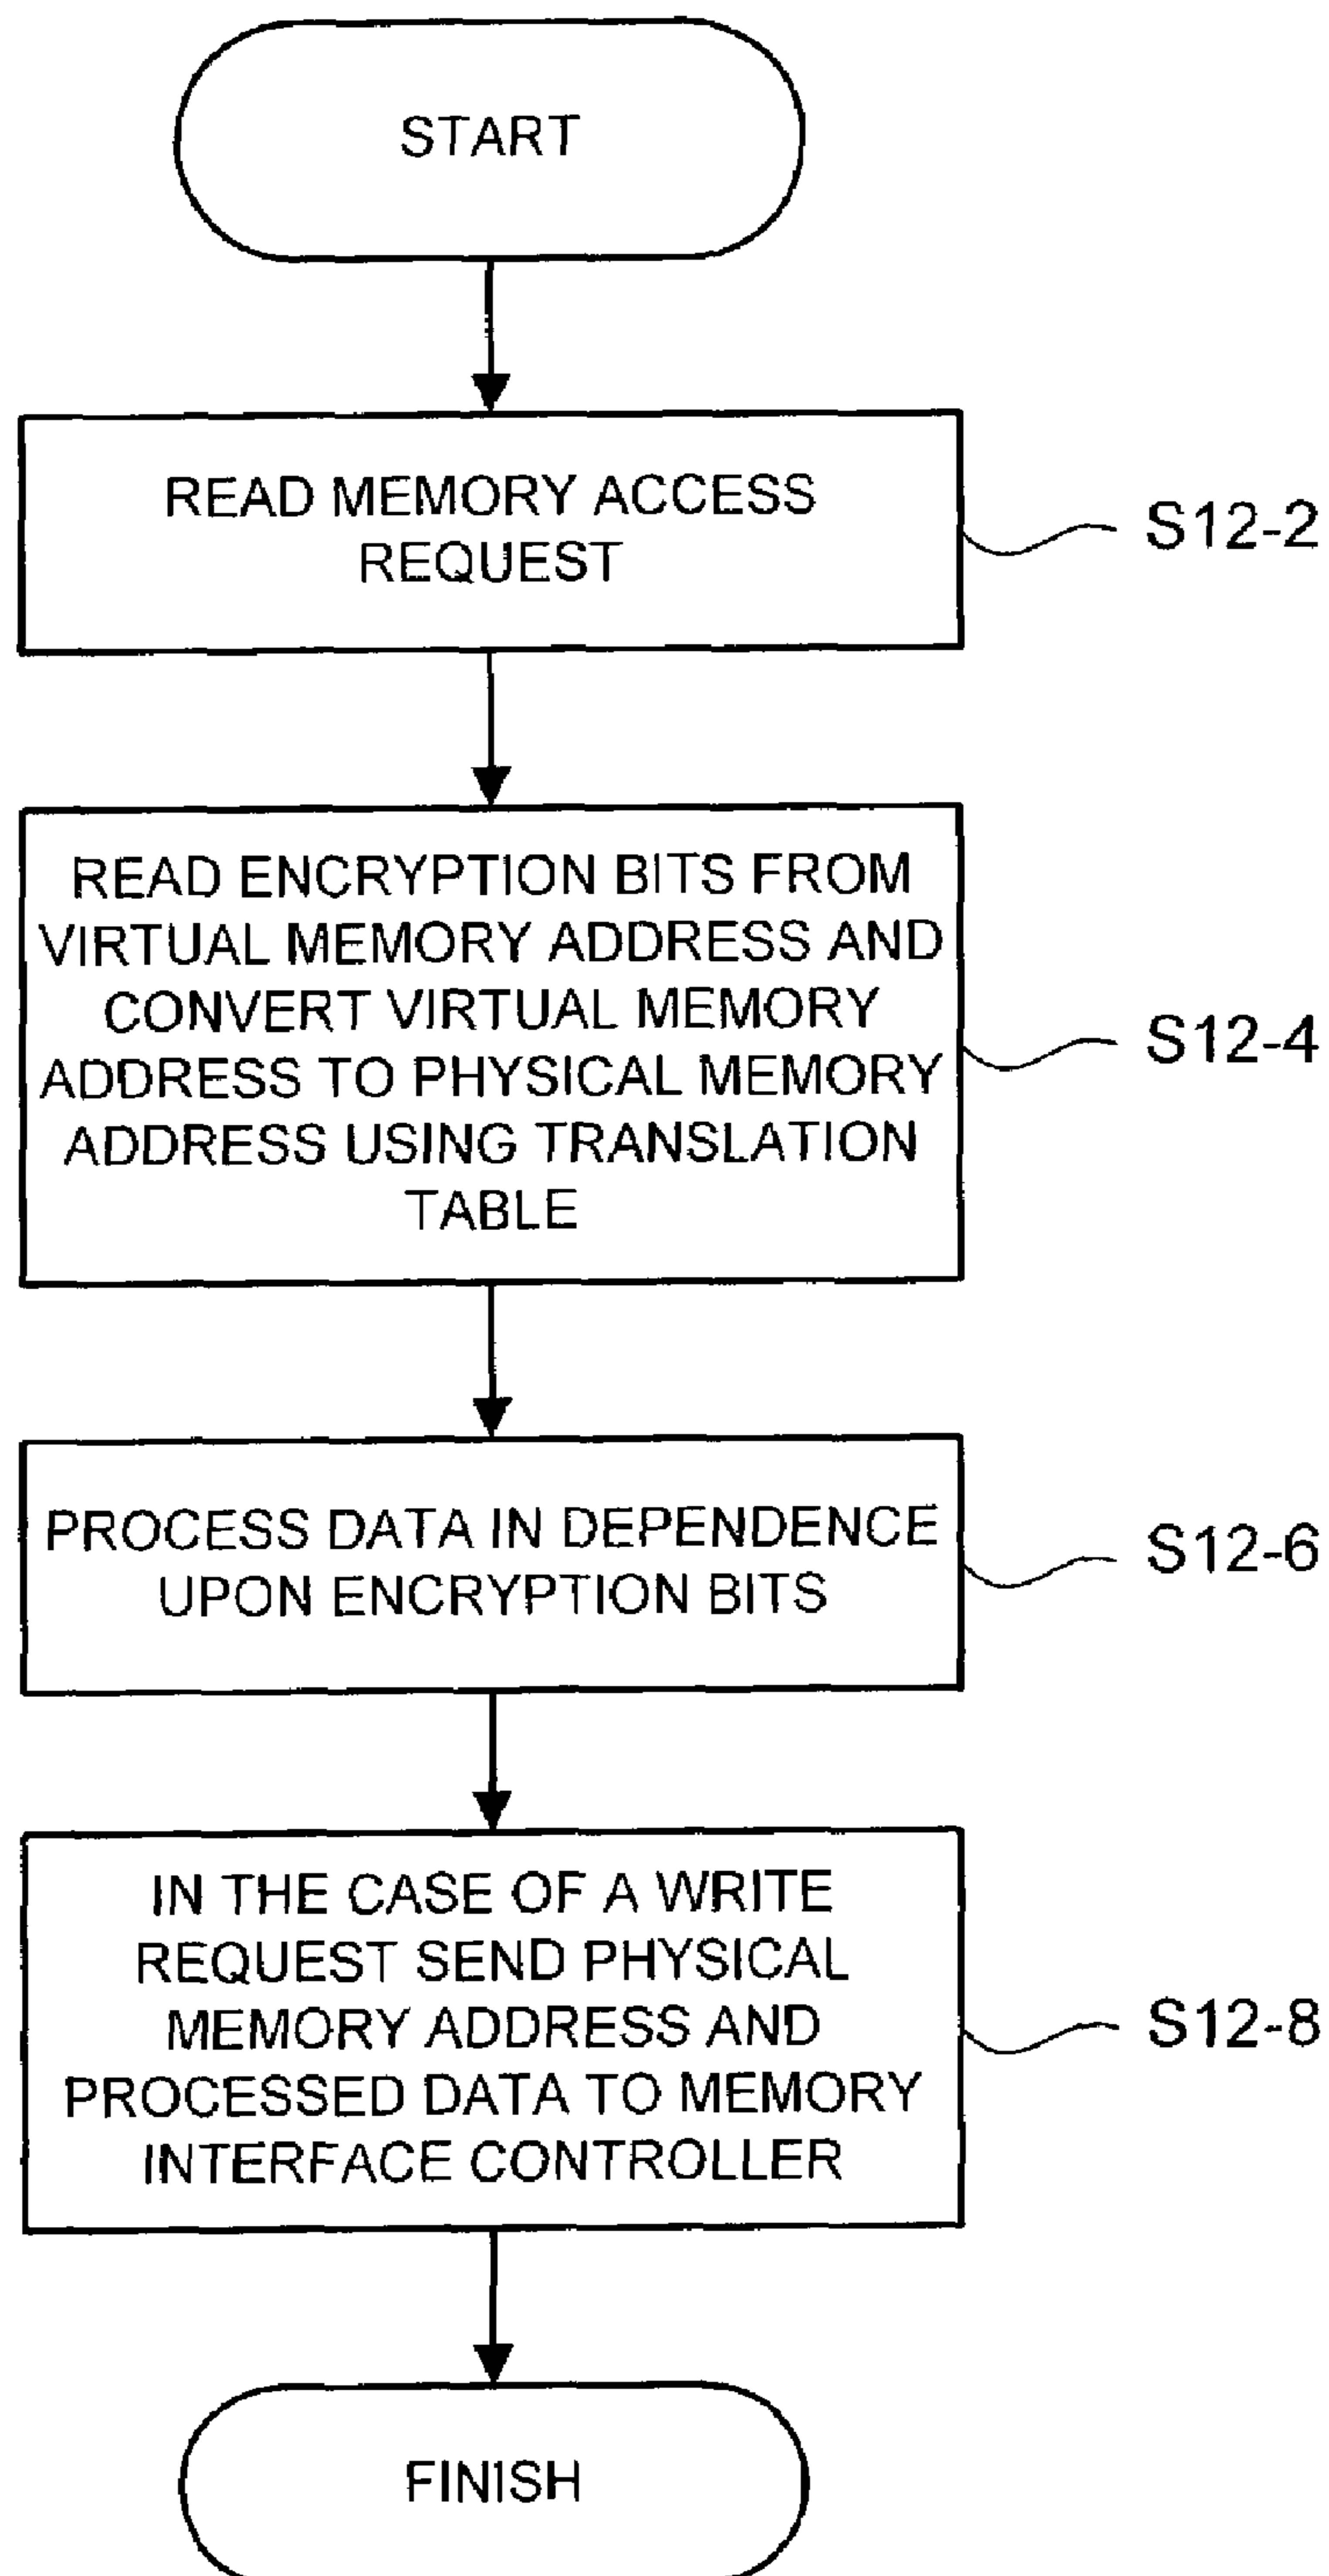 START
READ MEMORY ACCESS
REQUEST
S12-2
READ ENCRYPTION BITS FROM
VIRTUAL MEMORY ADDRESS AND
CONVERT VIRTUAL MEMORY
ADDRESS TO PHYSICAL MEMORY
ADDRESS USING TRANSLATION
TABLE
S12-4
PROCESS DATA IN DEPENDENCE
UPON ENCRYPTION BITS
S12-6
IN THE CASE OF A WRITE
REQUEST SEND PHYSICAL
MEMORY ADDRESS AND
PROCESSED DATA TO MEMORY
INTERFACE CONTROLLER
S12-8
FINISH